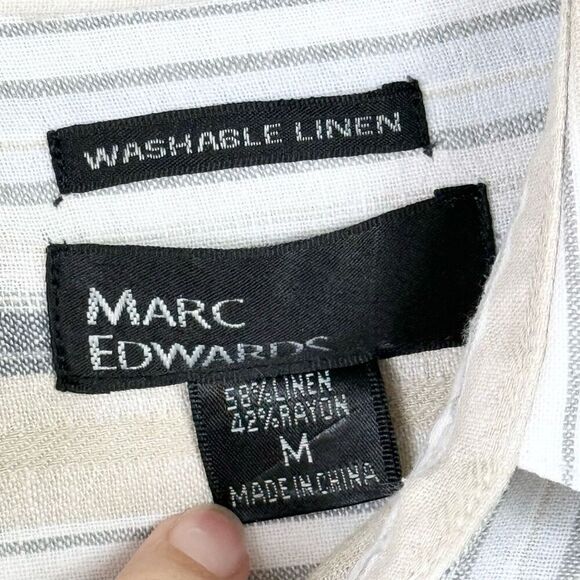 WASHABLE LINEN
MARC
EDWARDS
58%LINEN
42%RAYON
M
MADE IN CHINA